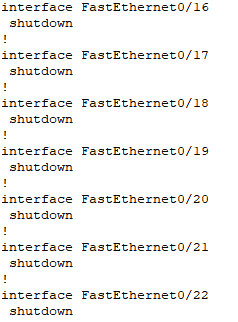 interface FastEthernet0/16
 shutdown
!
interface FastEthernet0/17
 shutdown
!
interface FastEthernet0/18
 shutdown
!
interface FastEthernet0/19
 shutdown
!
interface FastEthernet0/20
 shutdown
!
interface FastEthernet0/21
 shutdown
!
interface FastEthernet0/22
 shutdown